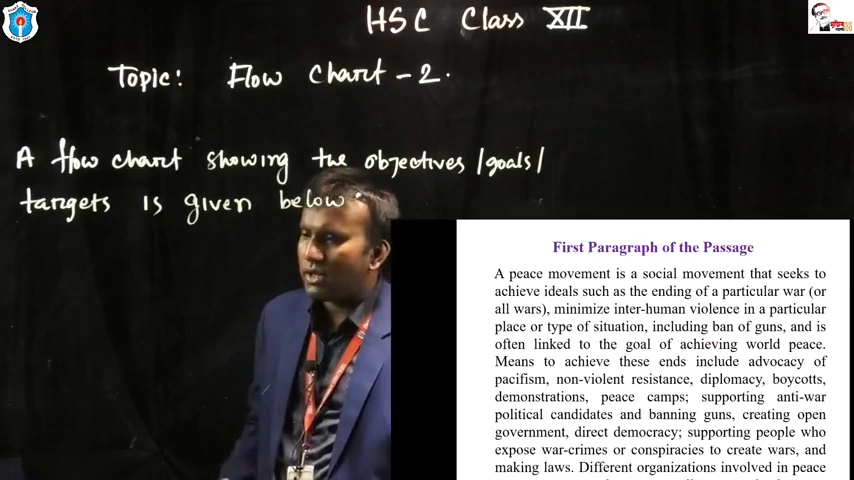 HSC Class XII
Topic: Flow Chart - 2.
A flow chart showing the objectives/goals/
targets is given below:
First Paragraph of the Passage
A peace movement is a social movement that seeks to
achieve ideals such as the ending of a particular war (or
all wars), minimize inter-human violence in a particular
place or type of situation, including ban of guns, and is
often linked to the goal of achieving world peace.
Means to achieve these ends include advocacy of
pacifism, non-violent resistance, diplomacy, boycotts,
demonstrations, peace camps; supporting anti-war
political candidates and banning guns, creating open
government, direct democracy; supporting people who
expose war-crimes or conspiracies to create wars, and
making laws. Different organizations involved in peace